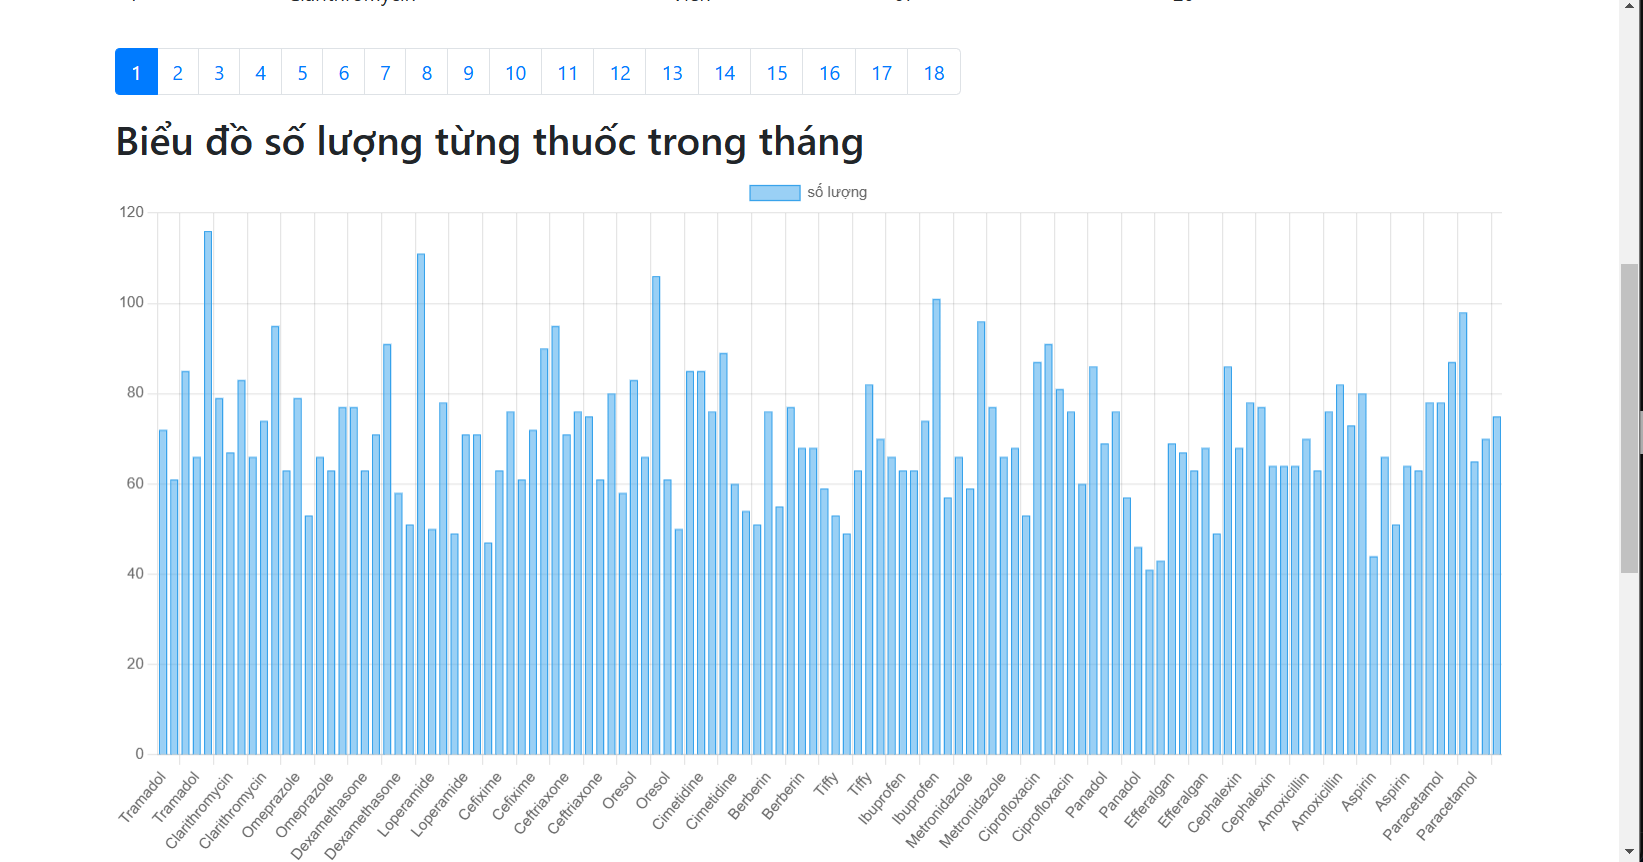 Clarithromycin
1 2 3 4 5 6 7 8 9 10 11 12 13 14 15 16 17 18
Biểu đồ số lượng từng thuốc trong tháng
số lượng
120
100
80
60
40
20
0
Tramadol
Tramadol
Clarithromycin
Clarithromycin
Omeprazole
Omeprazole
Dexamethasone
Dexamethasone
Loperamide
Loperamide
Cefixime
Cefixime
Ceftriaxone
Ceftriaxone
Oresol
Oresol
Cimetidine
Cimetidine
Berberin
Berberin
Tiffy
Tiffy
Ibuprofen
Ibuprofen
Metronidazole
Metronidazole
Ciprofloxacin
Ciprofloxacin
Panadol
Panadol
Efferalgan
Efferalgan
Cephalexin
Cephalexin
Amoxicillin
Amoxicillin
Aspirin
Aspirin
Paracetamol
Paracetamol